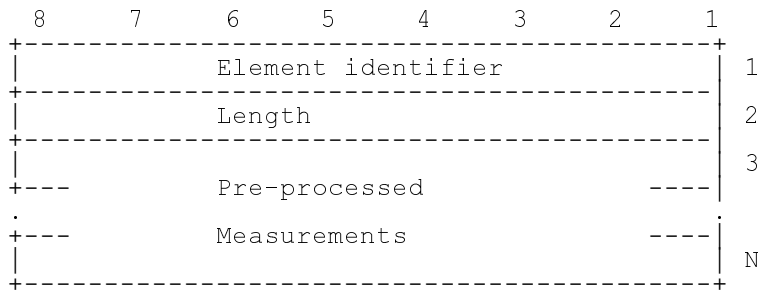 8 7 6 5 4 3 2 1
+-------------------------------------------+
| Element identifier | 1
+-------------------------------------------|
| Length | 2
+-------------------------------------------|
| | 3
+--- Pre-processed ----|
. .
+--- Measurements ----|
| | N
+-------------------------------------------+